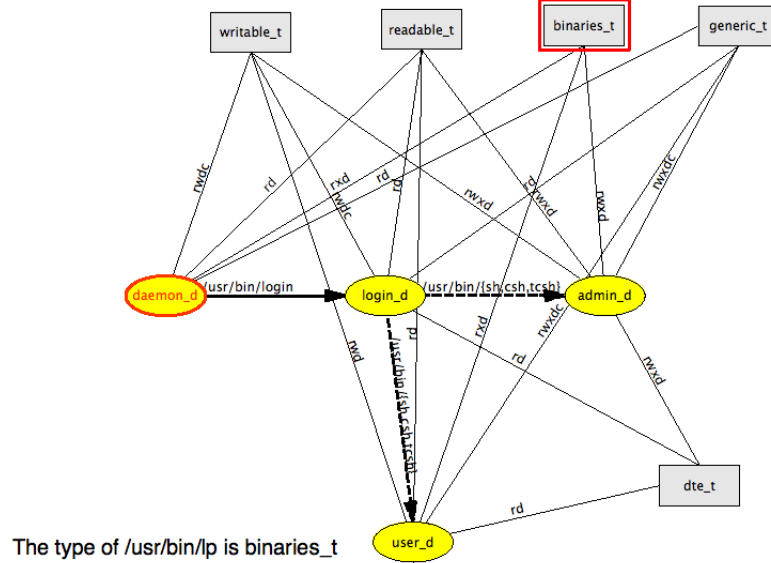 writable_t
readable_t
binaries_t
generic_t
rwdc
rd
rxd
rd
rwdc
rd
rwxd
rd
rwxd
rwxd
rwxdc
daemon_d
/usr/bin/login
login_d
/usr/bin/{sh,csh,tcsh}
admin_d
rwd
/usr/bin/{sh,csh,tcsh}
rd
rxd
rwxdc
rd
rwxd
dte_t
rd
user_d
The type of /usr/bin/lp is binaries_t